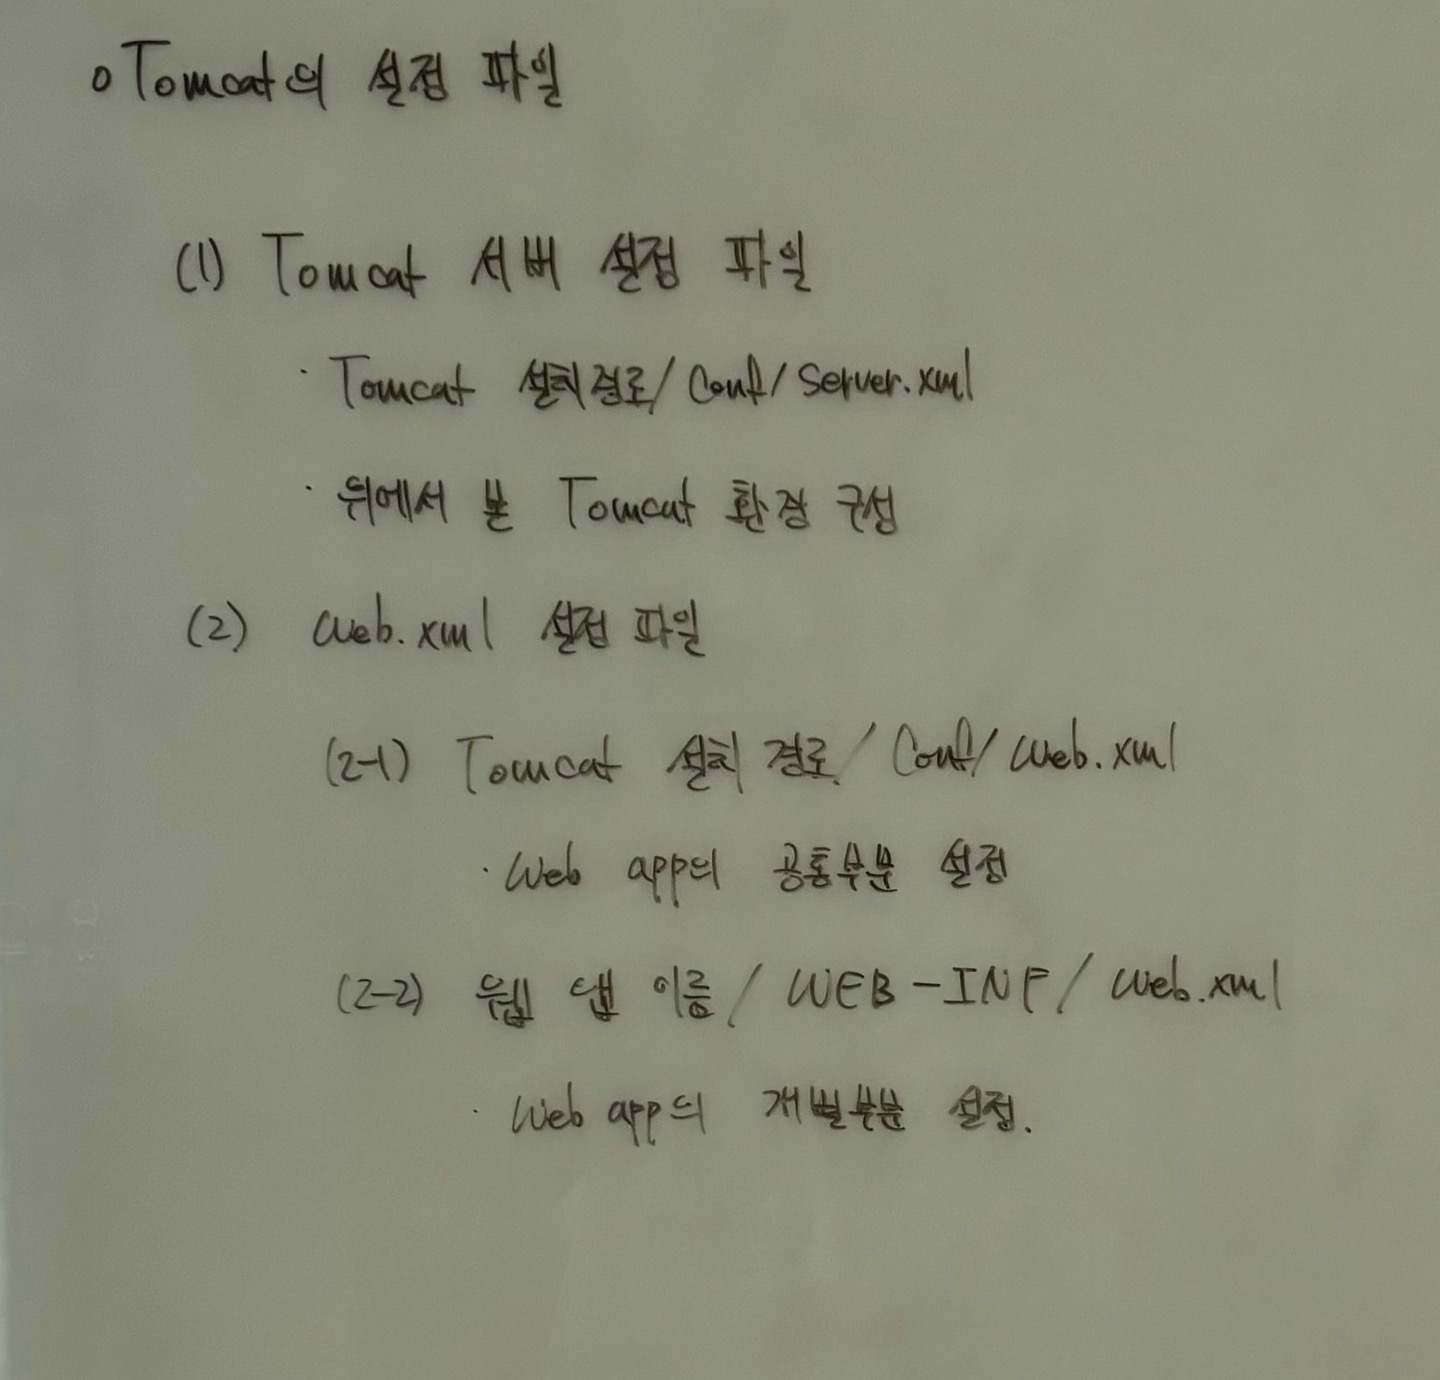 o Tomcat의 설정 파일
(1) Tomcat 서버 설정 파일
· Tomcat 설치경로/Conf/Server.xml
· 뒤에서 본 Tomcat 환경 구성
(2) Web.xml 설정 파일
(2-1) Tomcat 설치 경로/Conf/Web.xml
· Web app의 공통부분 설정
(2-2) 웹 앱 이름/WEB-INF/Web.xml
· Web app의 개별부분 설정.